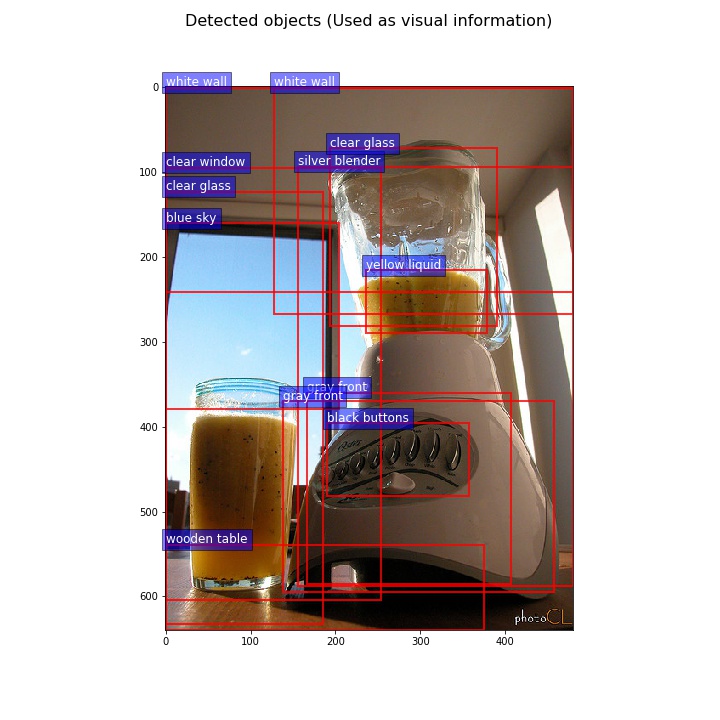 Detected objects (Used as visual information)
white wall
white wall
0
clear glass
silver blender
clear window
100
clear glass
blue sky
200
yellow liquid
300
gray front
gray front
black buttons
400
500
wooden table
600
photoCL
0 100 200 300 400